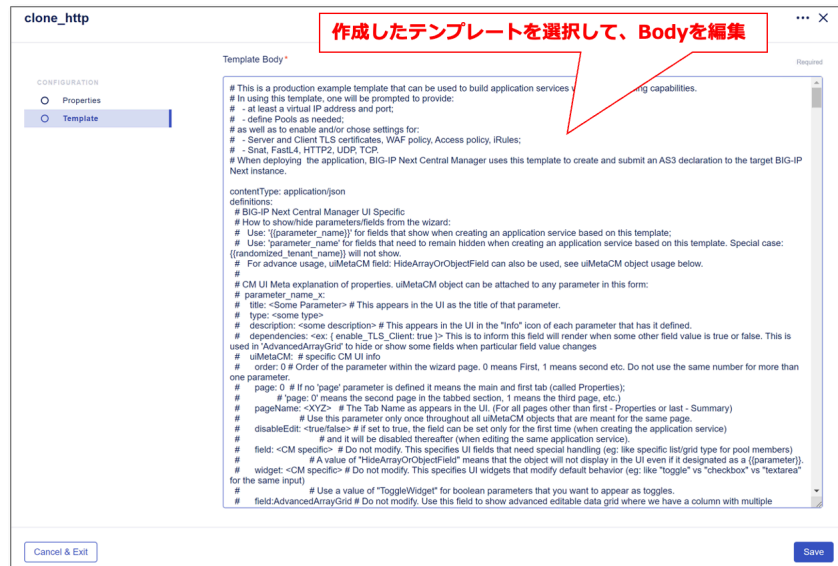 clone_http
作成したテンプレートを選択して、Bodyを編集
Template Body*
Required
CONFIGURATION
Properties
Template
# This is a production example template that can be used to build application services ng capabilities.
# In using this template, one will be prompted to provide:
#   - at least a virtual IP address and port;
#   - define Pools as needed;
# as well as to enable and/or chose settings for:
#   - Server and Client TLS certificates, WAF policy, Access policy, iRules;
#   - Snat, FastL4, HTTP2, UDP, TCP.
# When deploying  the application, BIG-IP Next Central Manager uses this template to create and submit an AS3 declaration to the target BIG-IP
Next instance.
contentType: application/json
definitions:
# BIG-IP Next Central Manager UI Specific
# How to show/hide parameters/fields from the wizard:
#   Use: '{{parameter_name}}' for fields that show when creating an application service based on this template;
#   Use: 'parameter_name' for fields that need to remain hidden when creating an application service based on this template. Special case:
{{randomized_tenant_name}} will not show.
#   For advance usage, uiMetaCM field: HideArrayOrObjectField can also be used, see uiMetaCM object usage below.
#
# CM UI Meta explanation of properties. uiMetaCM object can be attached to any parameter in this form:
# parameter_name_x:
#   title: <Some Parameter> # This appears in the UI as the title of that parameter.
#   type: <some type>
#   description: <some description> # This appears in the UI in the "Info" icon of each parameter that has it defined.
#   dependencies: <ex: { enable_TLS_Client: true }> This is to inform this field will render when some other field value is true or false. This is
used in 'AdvancedArrayGrid' to hide or show some fields when particular field value changes
#   uiMetaCM:  # specific CM UI info
#     order: 0 # Order of the parameter within the wizard page. 0 means First, 1 means second etc. Do not use the same number for more than
one parameter.
#     page: 0  # If no 'page' parameter is defined it means the main and first tab (called Properties);
#              # 'page: 0' means the second page in the tabbed section, 1 means the third page, etc.)
#     pageName: <XYZ>   # The Tab Name as appears in the UI. (For all pages other than first - Properties or last - Summary)
#                       # Use this parameter only once throughout all uiMetaCM objects that are meant for the same page.
#     disableEdit: <true/false> # if set to true, the field can be set only for the first time (when creating the application service)
#                               # and it will be disabled thereafter (when editing the same application service).
#     field: <CM specific>  # Do not modify. This specifies UI fields that need special handling (eg: like specific list/grid type for pool members)
#                           # A value of "HideArrayOrObjectField" means that the object will not display in the UI even if it designated as a {{parameter}}.
#     widget: <CM specific> # Do not modify. This specifies UI widgets that modify default behavior (eg: like "toggle" vs "checkbox" vs "textarea"
for the same input)
#                           # Use a value of "ToggleWidget" for boolean parameters that you want to appear as toggles.
#     field:AdvancedArrayGrid # Do not modify. Use this field to show advanced editable data grid where we have a column with multiple
Cancel & Exit
Save